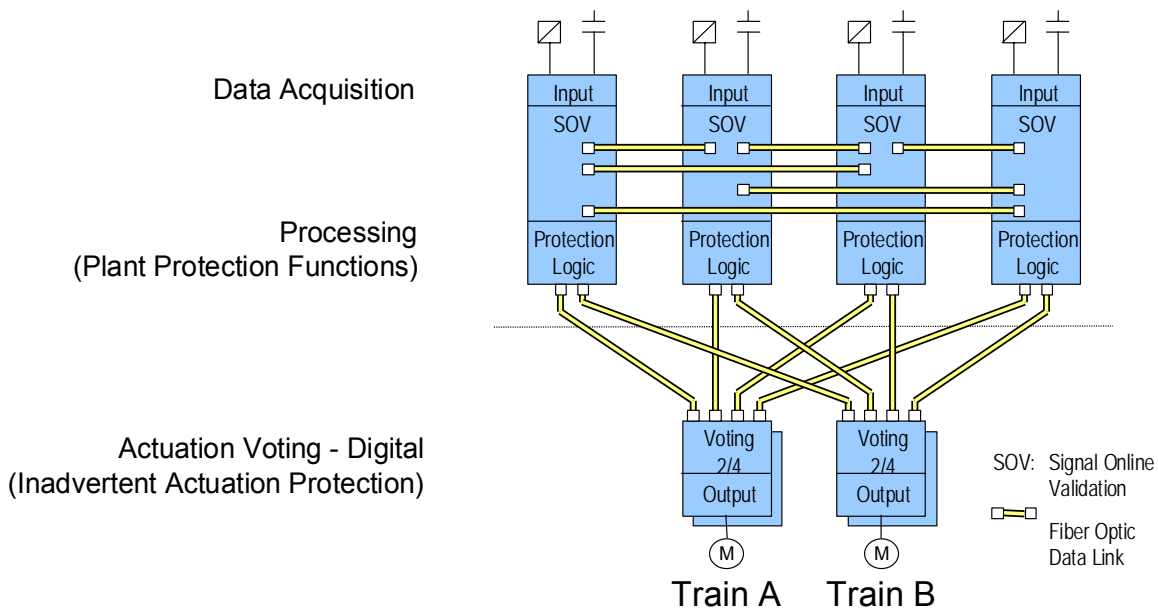 Data Acquisition
Input
Input
Input
Input
SOV
SOV
SOV
SOV
Processing
(Plant Protection Functions)
Protection
Logic
Protection
Logic
Protection
Logic
Protection
Logic
Actuation Voting - Digital
(Inadvertent Actuation Protection)
Voting
2/4
Output
Voting
2/4
Output
M
M
Train A
Train B
SOV: Signal Online
Validation
Fiber Optic
Data Link